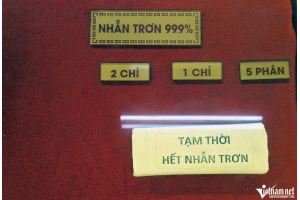 NHẪN TRƠN 999%
2 CHỈ 1 CHỈ 5 PHÂN
TẠM THỜI
HẾT NHẪN TRƠN
Vietnamnet